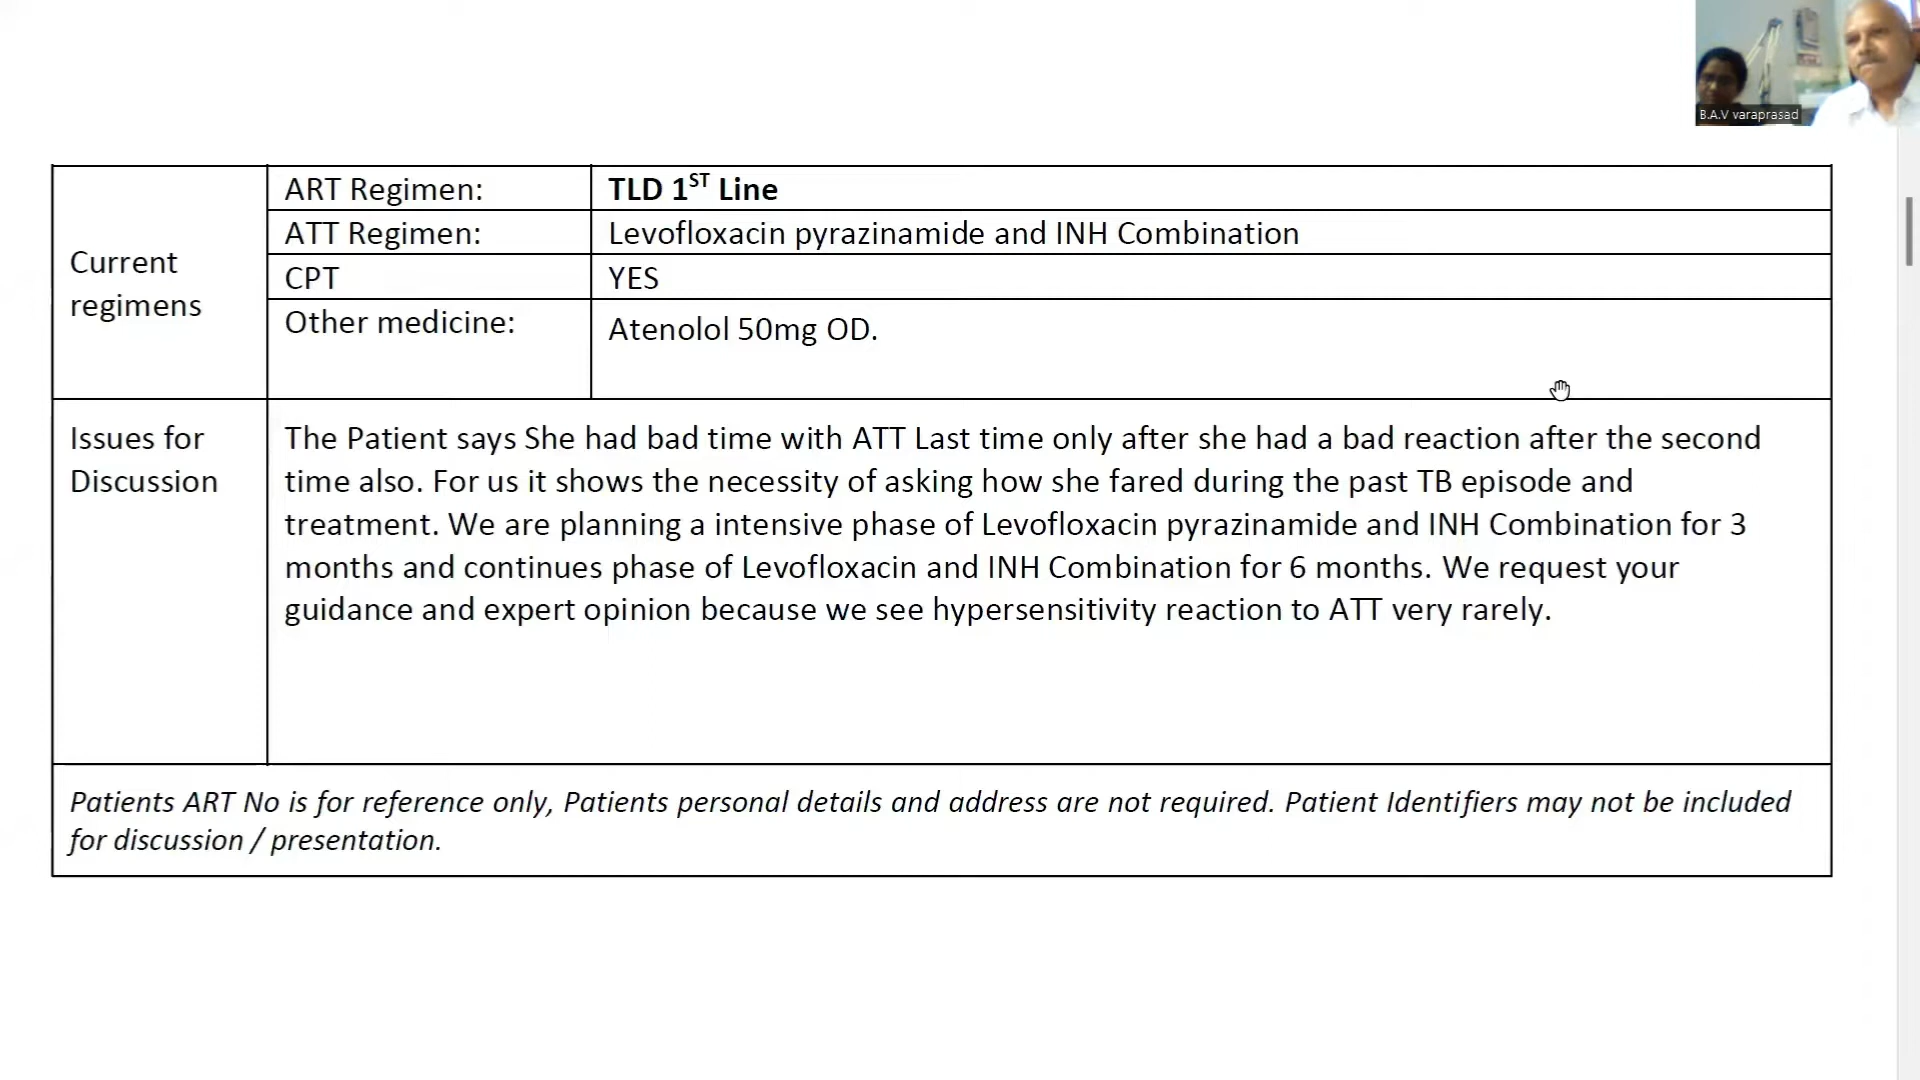 B.A.V varaprasad
Current
regimens
ART Regimen:
TLD 1ST Line
ATT Regimen:
Levofloxacin pyrazinamide and INH Combination
CPT
YES
Other medicine:
Atenolol 50mg OD.
Issues for
Discussion
The Patient says She had bad time with ATT Last time only after she had a bad reaction after the second
time also. For us it shows the necessity of asking how she fared during the past TB episode and
treatment. We are planning a intensive phase of Levofloxacin pyrazinamide and INH Combination for 3
months and continues phase of Levofloxacin and INH Combination for 6 months. We request your
guidance and expert opinion because we see hypersensitivity reaction to ATT very rarely.
Patients ART No is for reference only, Patients personal details and address are not required. Patient Identifiers may not be included
for discussion / presentation.